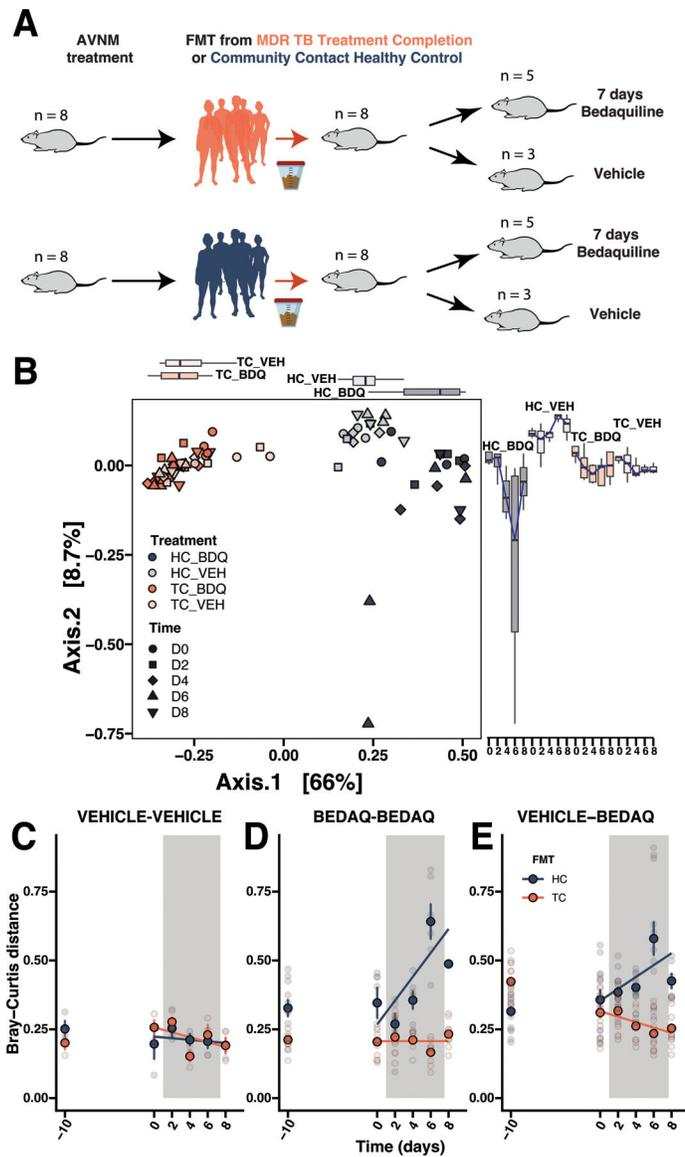 A
AVNM
treatment
FMT from MDR TB Treatment Completion
or Community Contact Healthy Control
n = 8
n = 8
n = 5
7 days
Bedaquiline
n = 3
Vehicle
n = 8
n = 8
n = 5
7 days
Bedaquiline
n = 3
Vehicle
B
TC_VEH
TC_BDQ
HC_VEH
HC_BDQ
HC_BDQ
HC_VEH
TC_BDQ
TC_VEH
Axis.2 [8.7%]
0.00
−0.25
−0.50
−0.75
Treatment
HC_BDQ
HC_VEH
TC_BDQ
TC_VEH
Time
D0
D2
D4
D6
D8
−0.25
0.00
0.25
0.50
Axis.1 [66%]
0 2 4 6 8 0 2 4 6 8 0 2 4 6 8 0 2 4 6 8
C
VEHICLE-VEHICLE
Bray−Curtis distance
0.75
0.50
0.25
0.00
−10
0
2
4
6
8
D
BEDAQ-BEDAQ
0.75
0.50
0.25
0.00
−10
0
2
4
6
8
Time (days)
E
VEHICLE−BEDAQ
FMT
HC
TC
0.75
0.50
0.25
0.00
−10
0
2
4
6
8